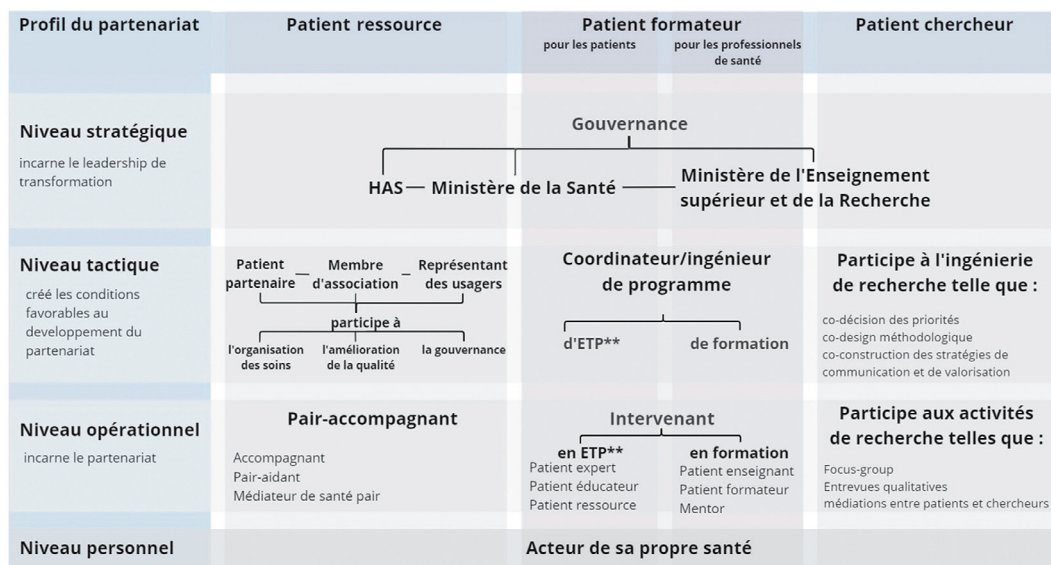 Profil du partenariat
Patient ressource
Patient formateur
pour les patients
pour les professionnels
de santé
Patient chercheur
Niveau stratégique
incarne le leadership de
transformation
Gouvernance
HAS
Ministère de la Santé
Ministère de l'Enseignement
supérieur et de la Recherche
Niveau tactique
créé les conditions
favorables au
developpement du
partenariat
Patient
partenaire
Membre
d'association
Représentant
des usagers
participe à
l'organisation
des soins
l'amélioration
de la qualité
la gouvernance
Coordinateur/ingénieur
de programme
d'ETP**
de formation
Participe à l'ingénierie
de recherche telle que :
co-décision des priorités
co-design méthodologique
co-construction des stratégies de
communication et de valorisation
Niveau opérationnel
incarne le partenariat
Pair-accompagnant
Accompagnant
Pair-aidant
Médiateur de santé pair
Intervenant
en ETP**
Patient expert
Patient éducateur
Patient ressource
en formation
Patient enseignant
Patient formateur
Mentor
Participe aux activités
de recherche telles que :
Focus-group
Entrevues qualitatives
médiations entre patients et chercheurs
Niveau personnel
Acteur de sa propre santé